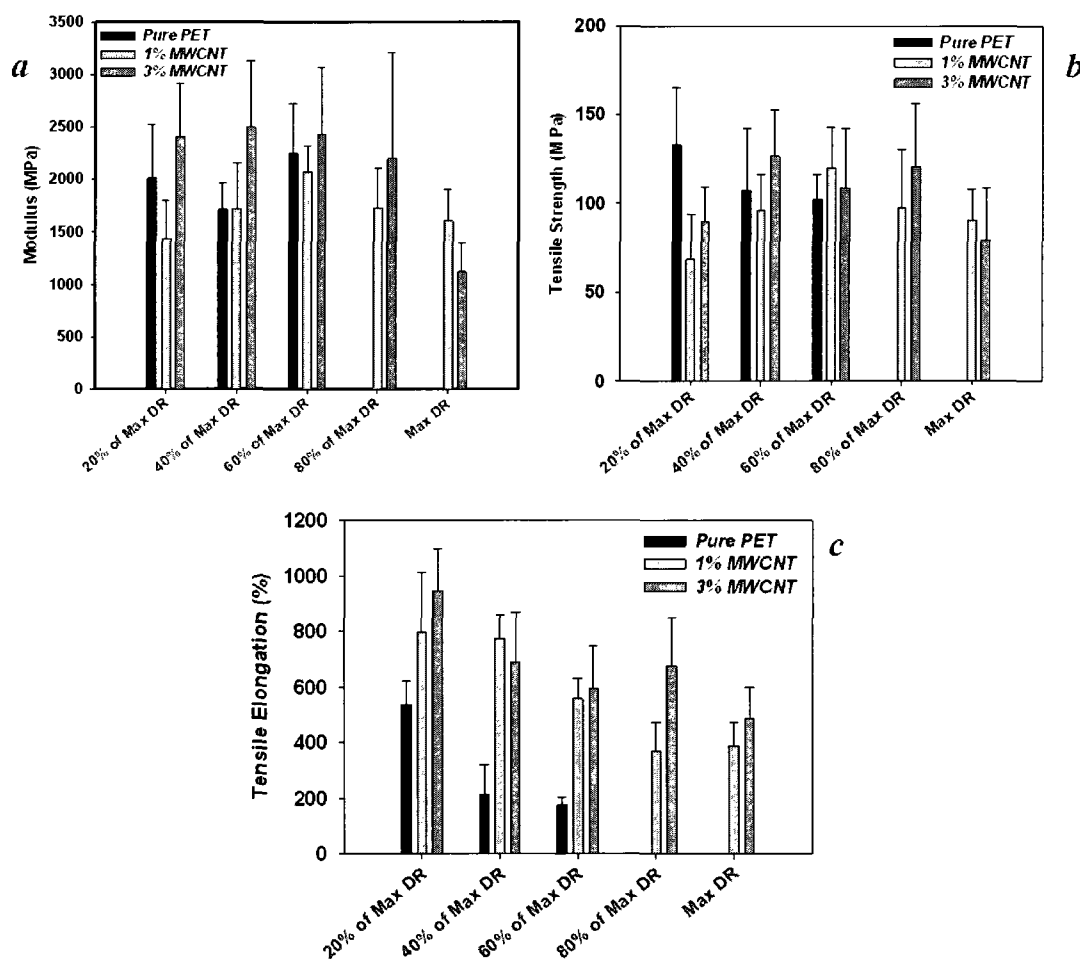 a
Modulus (MPa)
3500
3000
2500
2000
1500
1000
500
0
Pure PET
1% MWCNT
3% MWCNT
20% of Max DR
40% of Max DR
60% of Max DR
80% of Max DR
Max DR
b
Tensile Strength (MPa)
200
150
100
50
0
Pure PET
1% MWCNT
3% MWCNT
20% of Max DR
40% of Max DR
60% of Max DR
80% of Max DR
Max DR
c
Tensile Elongation (%)
1200
1000
800
600
400
200
0
Pure PET
1% MWCNT
3% MWCNT
20% of Max DR
40% of Max DR
60% of Max DR
80% of Max DR
Max DR